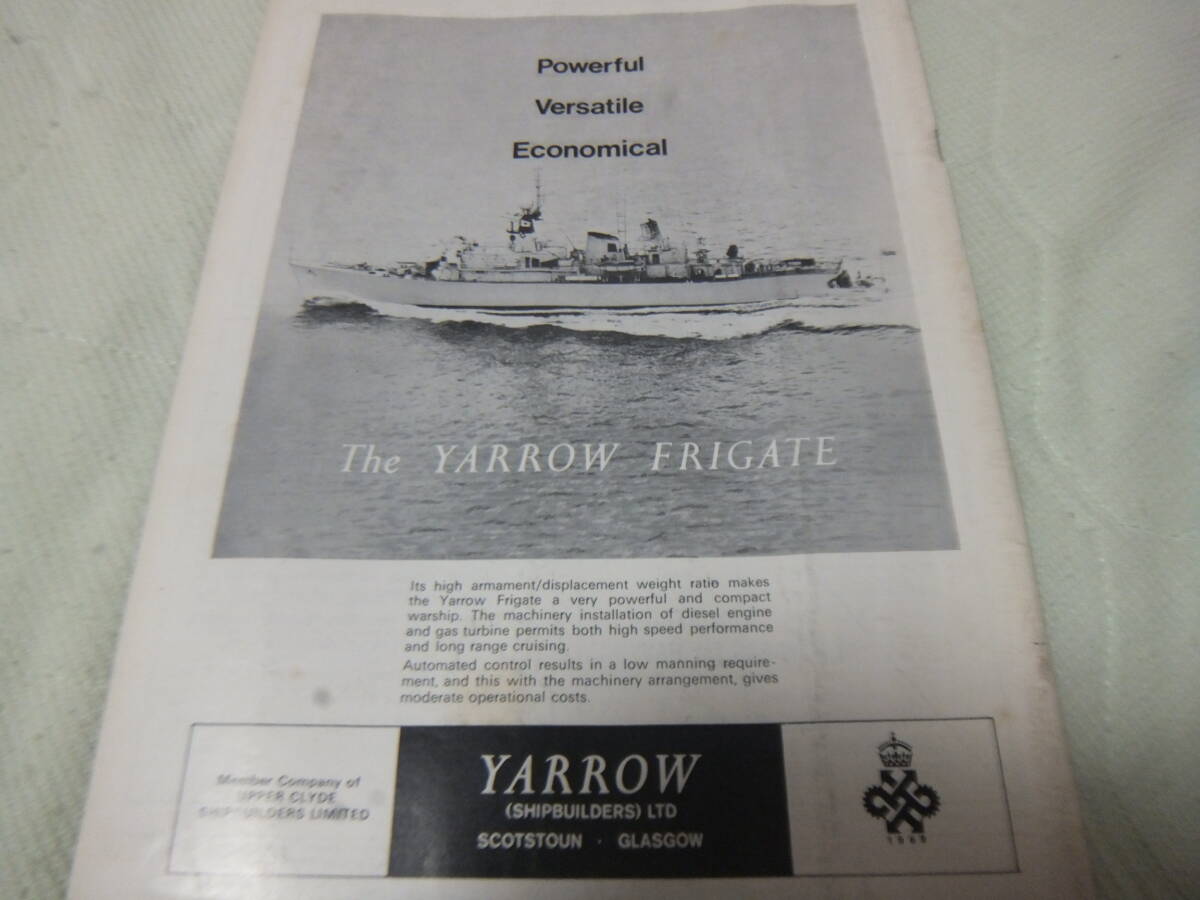 Powerful
Versatile
Economical
The YARROW FRIGATE
Its high armament/displacement weight ratio makes
the Yarrow Frigate a very powerful and compact
warship. The machinery installation of diesel engine
and gas turbine permits both high speed performance
and long range cruising.
Automated control results in a low manning require-
ment, and this with the machinery arrangement, gives
moderate operational costs.
Member Company of
UPPER CLYDE
SHIPBUILDERS LIMITED
YARROW
(SHIPBUILDERS) LTD
SCOTSTOUN · GLASGOW